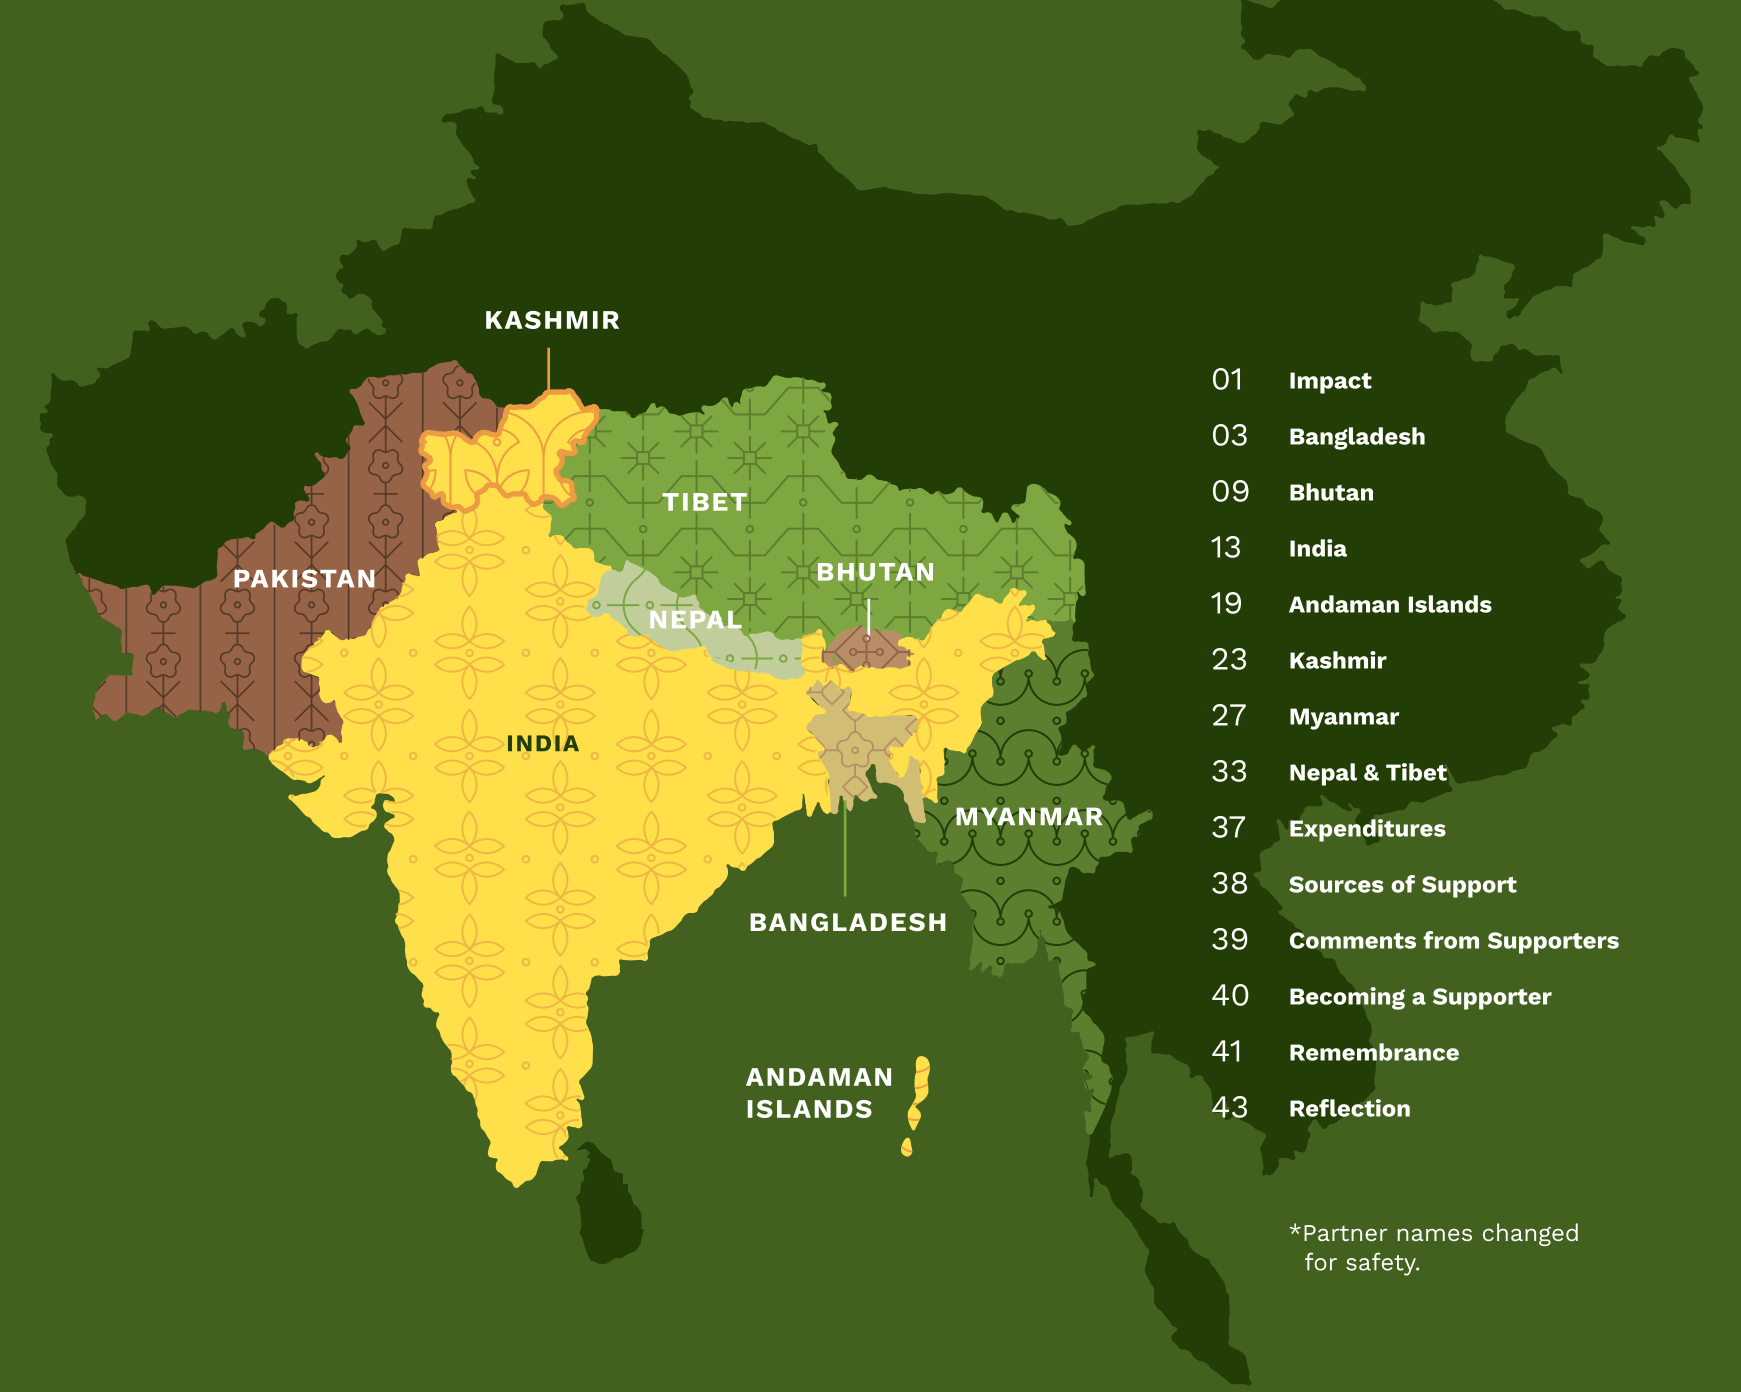 KASHMIR
TIBET
BHUTAN
PAKISTAN
NEPAL
INDIA
MYANMAR
BANGLADESH
ANDAMAN
ISLANDS
01 Impact
03 Bangladesh
09 Bhutan
13 India
19 Andaman Islands
23 Kashmir
27 Myanmar
33 Nepal & Tibet
37 Expenditures
38 Sources of Support
39 Comments from Supporters
40 Becoming a Supporter
41 Remembrance
43 Reflection
*Partner names changed
for safety.